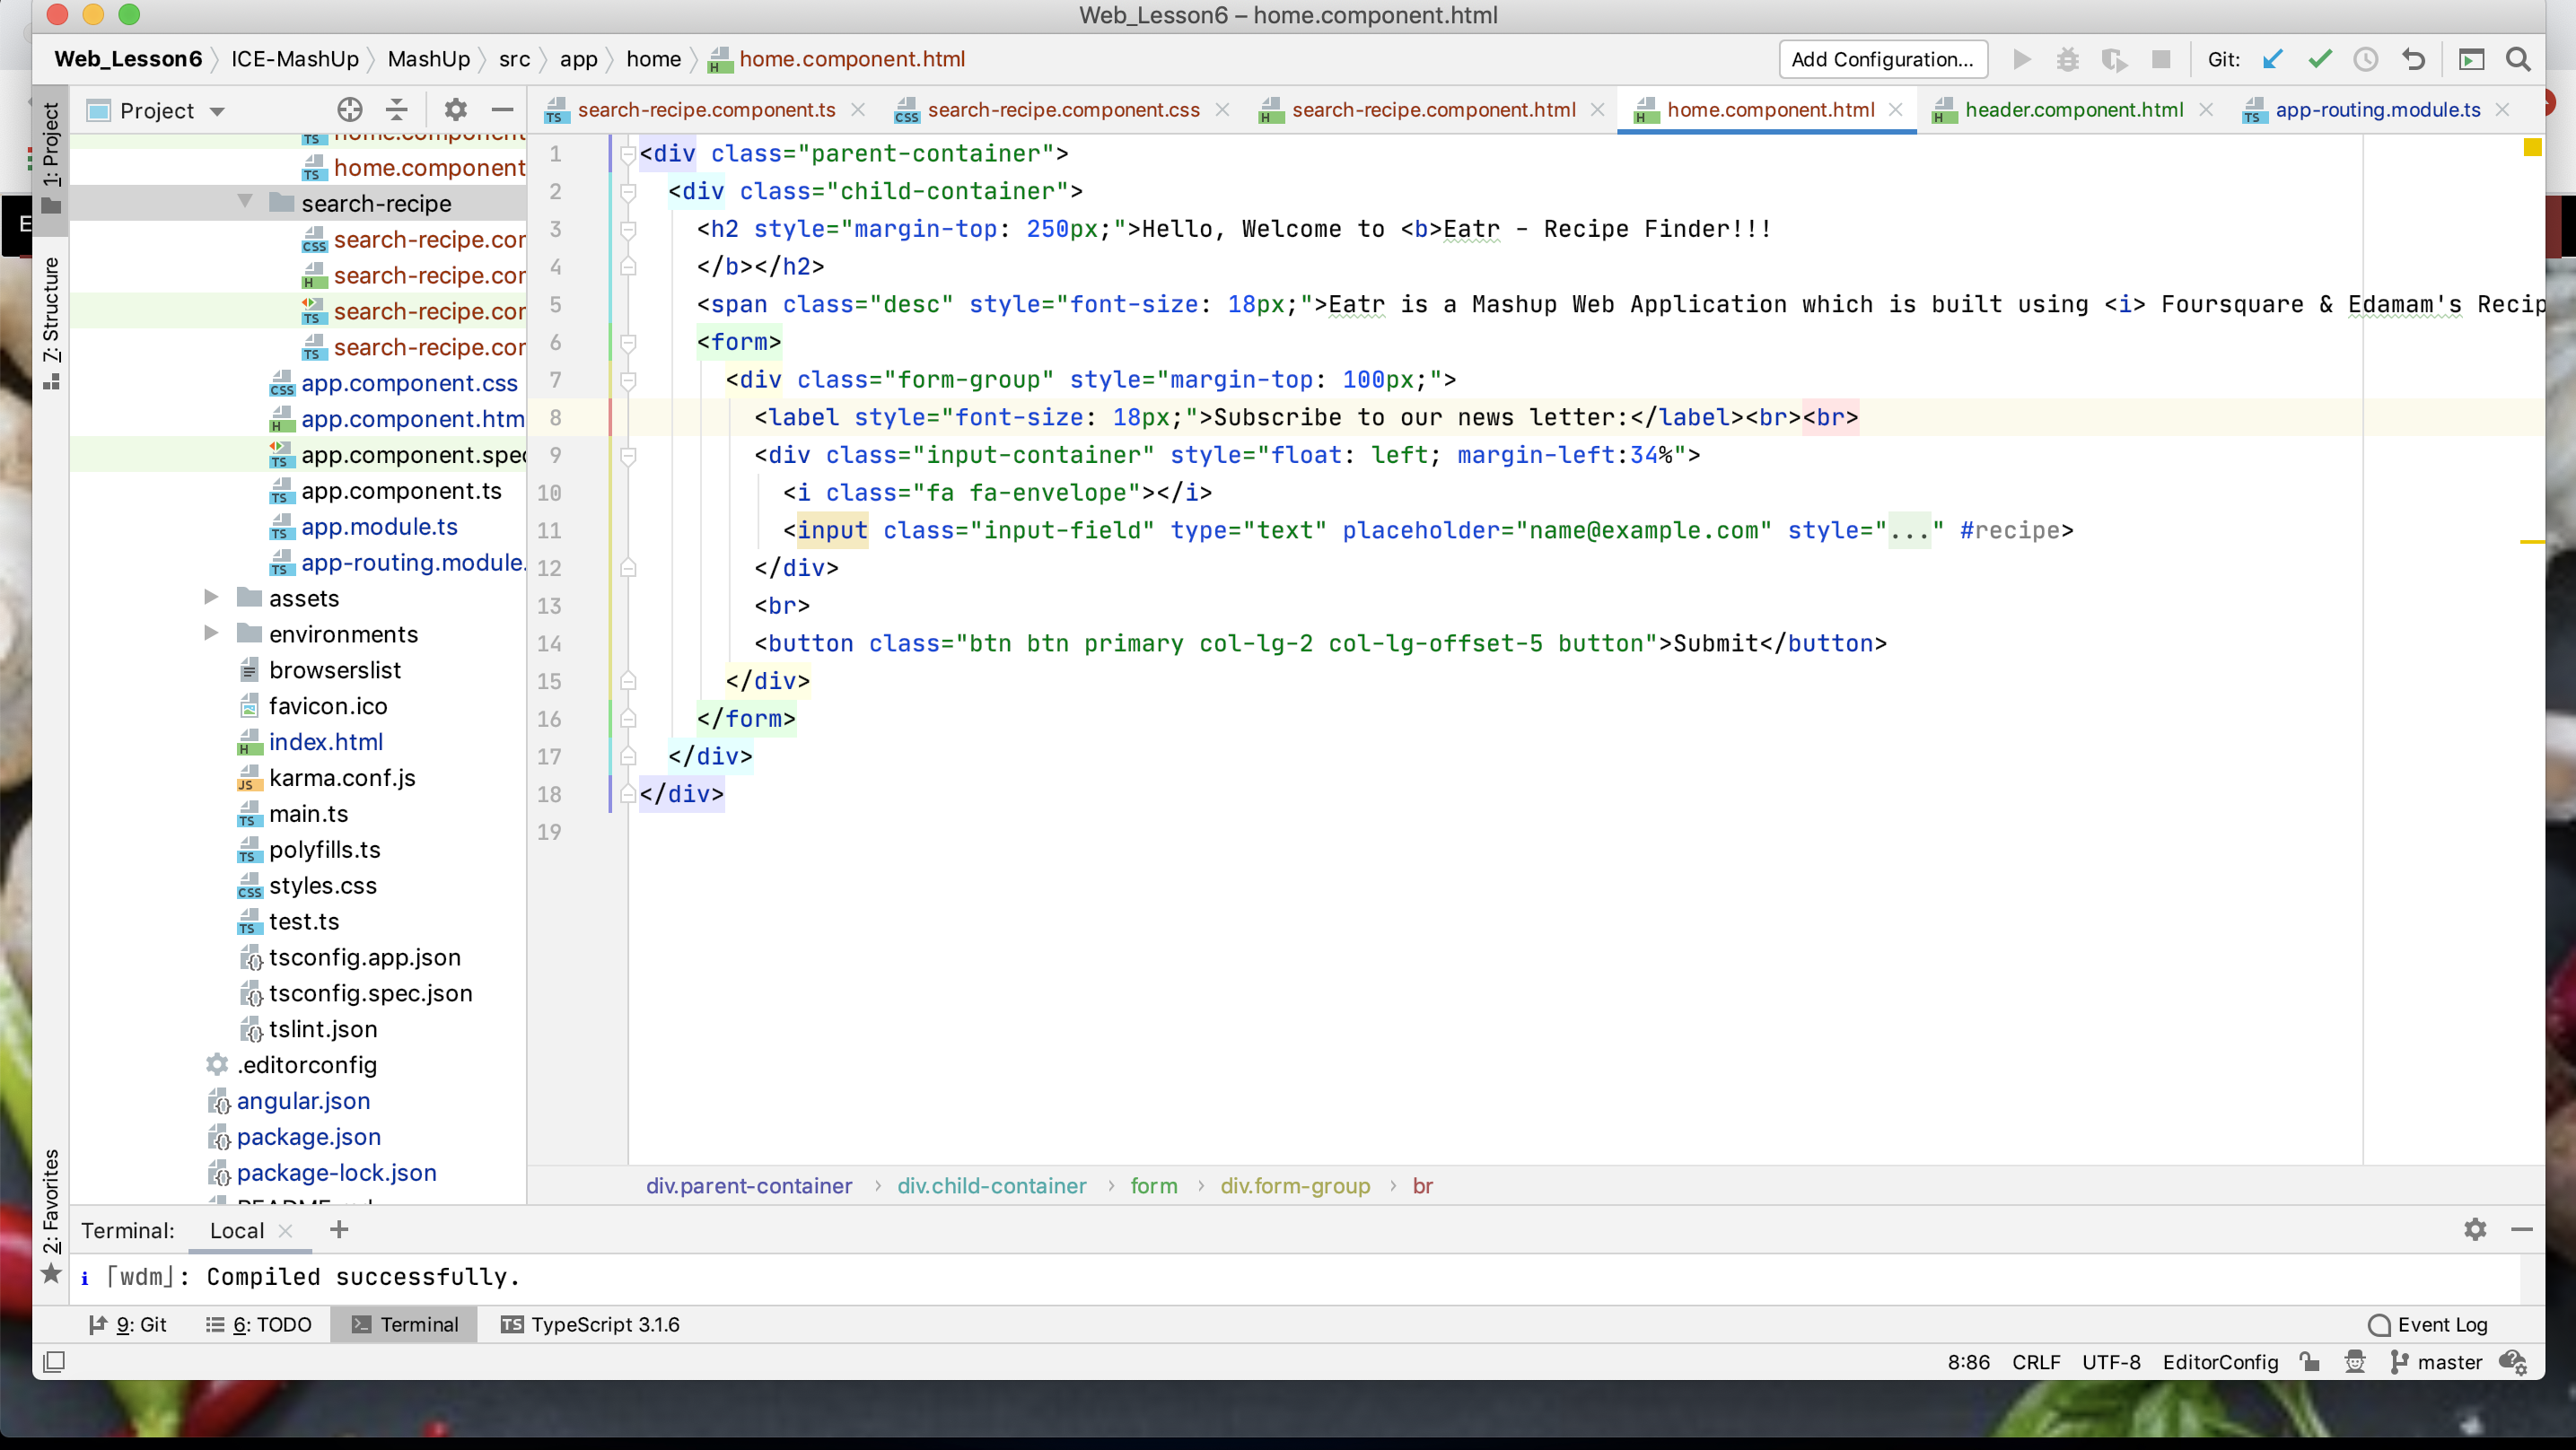 Web_Lesson6 – home.component.html
Web_Lesson6 ICE-MashUp MashUp src app home home.component.html Add Configuration... Git:
1: Project
7: Structure
2: Favorites
Project
search-recipe.component.ts search-recipe.component.css search-recipe.component.html home.component.html header.component.html app-routing.module.ts
home.component
home.component
search-recipe
search-recipe.cor
search-recipe.cor
search-recipe.cor
search-recipe.cor
app.component.css
app.component.htm
app.component.spec
app.component.ts
app.module.ts
app-routing.module.
assets
environments
browserslist
favicon.ico
index.html
karma.conf.js
main.ts
polyfills.ts
styles.css
test.ts
tsconfig.app.json
tsconfig.spec.json
tslint.json
.editorconfig
angular.json
package.json
package-lock.json
1 <div class="parent-container">
2 <div class="child-container">
3 <h2 style="margin-top: 250px;">Hello, Welcome to <b>Eatr - Recipe Finder!!!
4 </b></h2>
5 <span class="desc" style="font-size: 18px;">Eatr is a Mashup Web Application which is built using <i> Foursquare & Edamam's Recip
6 <form>
7 <div class="form-group" style="margin-top: 100px;">
8 <label style="font-size: 18px;">Subscribe to our news letter:</label><br><br>
9 <div class="input-container" style="float: left; margin-left:34%">
10 <i class="fa fa-envelope"></i>
11 <input class="input-field" type="text" placeholder="name@example.com" style="..." #recipe>
12 </div>
13 <br>
14 <button class="btn btn primary col-lg-2 col-lg-offset-5 button">Submit</button>
15 </div>
16 </form>
17 </div>
18 </div>
19
div.parent-container › div.child-container › form › div.form-group › br
Terminal: Local +
i ｢wdm｣: Compiled successfully.
9: Git 6: TODO Terminal TypeScript 3.1.6 Event Log
8:86 CRLF UTF-8 EditorConfig master